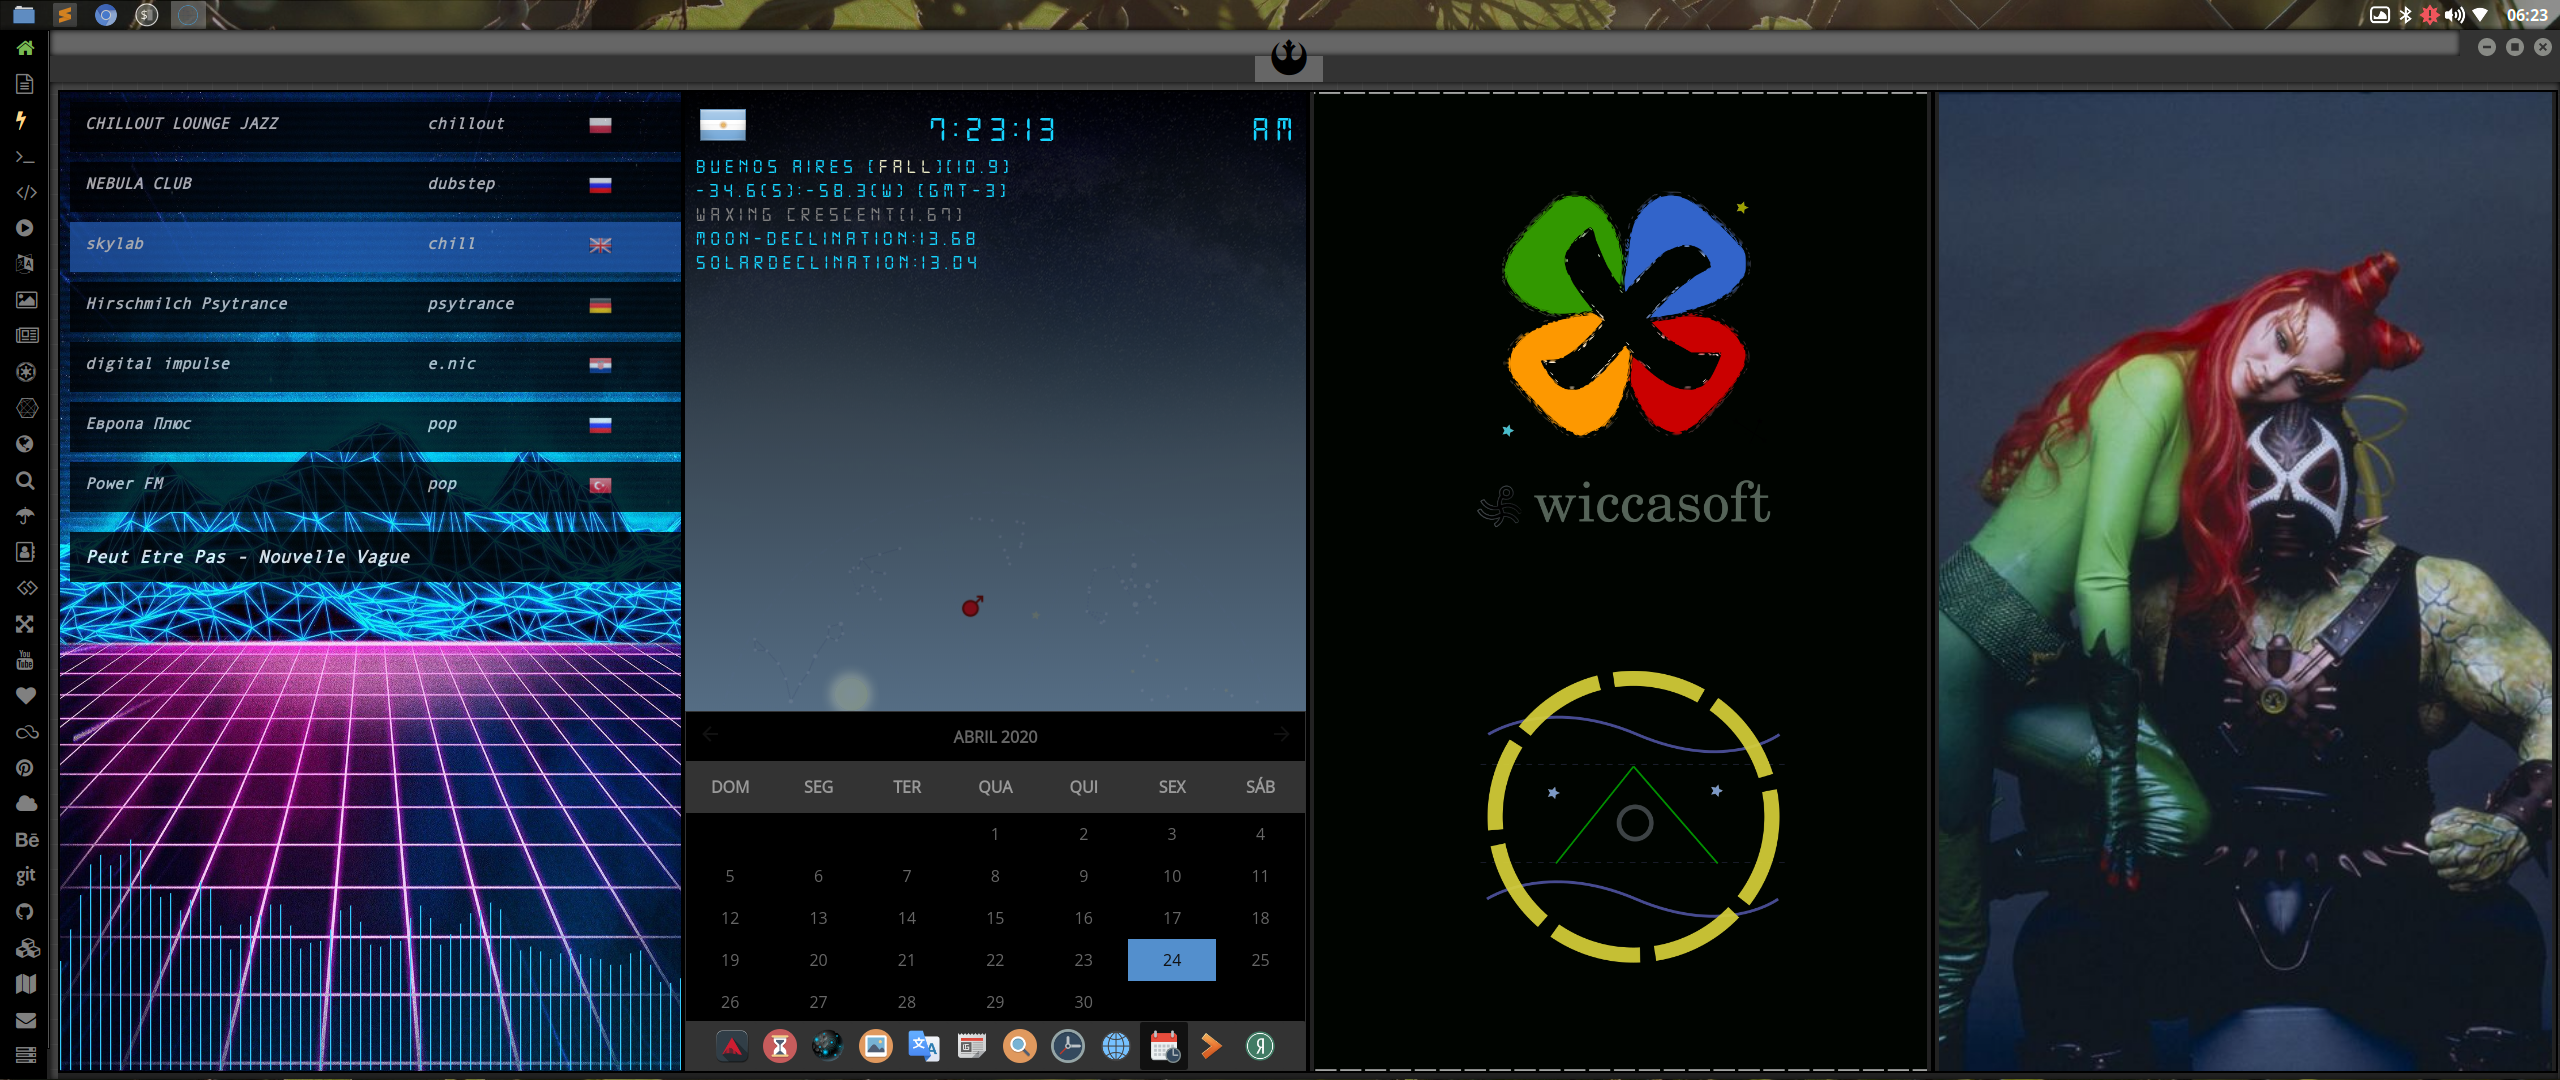 06:23
CHILLOUT LOUNGE JAZZ chillout
NEBULA CLUB dubstep
skylab chill
Hirschmilch Psytrance psytrance
digital impulse e.nic
Европа Плюс pop
Power FM pop
Peut Etre Pas - Nouvelle Vague
You Tube
Bē
git
7:23:13 AM
BUENOS AIRES [FALL](10.9)
-34.6(S):-58.3(W) [GMT-3]
WAXING CRESCENT(1.67)
MOON-DECLINATION:13.68
SOLARDECLINATION:13.04
ABRIL 2020
DOM SEG TER QUA QUI SEX SÁB
1 2 3 4
5 6 7 8 9 10 11
12 13 14 15 16 17 18
19 20 21 22 23 24 25
26 27 28 29 30
wiccasoft